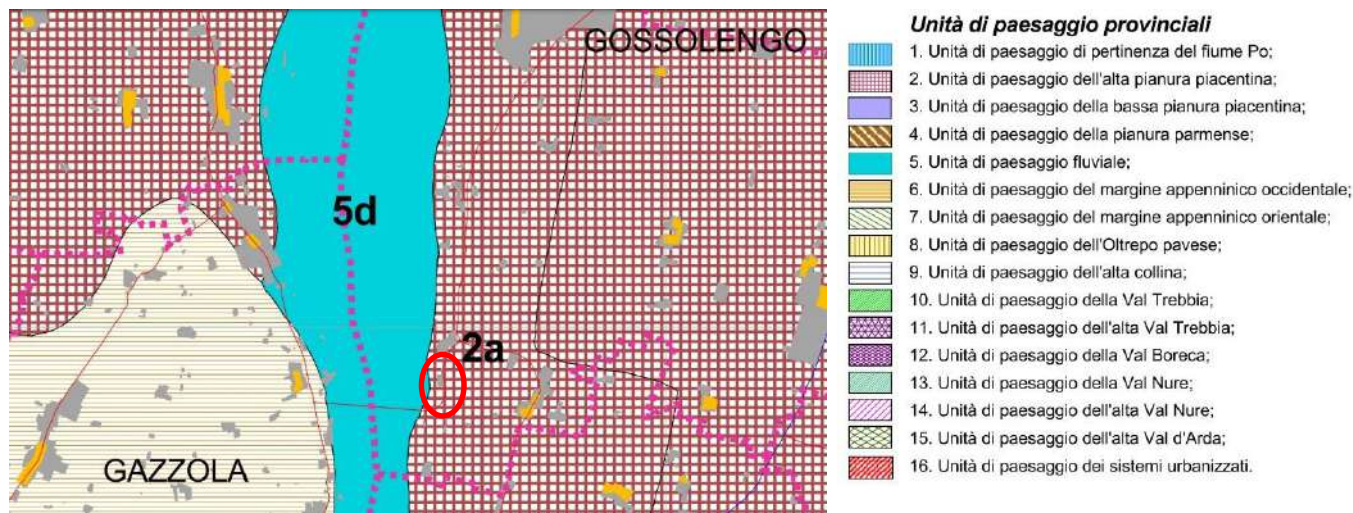 GOSSOLENGO
5d
2a
GAZZOLA
Unità di paesaggio provinciali
1. Unità di paesaggio di pertinenza del fiume Po;
2. Unità di paesaggio dell'alta pianura piacentina;
3. Unità di paesaggio della bassa pianura piacentina;
4. Unità di paesaggio della pianura parmense;
5. Unità di paesaggio fluviale;
6. Unità di paesaggio del margine appenninico occidentale;
7. Unità di paesaggio del margine appenninico orientale;
8. Unità di paesaggio dell'Oltrepo pavese;
9. Unità di paesaggio dell'alta collina;
10. Unità di paesaggio della Val Trebbia;
11. Unità di paesaggio dell'alta Val Trebbia;
12. Unità di paesaggio della Val Boreca;
13. Unità di paesaggio della Val Nure;
14. Unità di paesaggio dell'alta Val Nure;
15. Unità di paesaggio dell'alta Val d'Arda;
16. Unità di paesaggio dei sistemi urbanizzati.